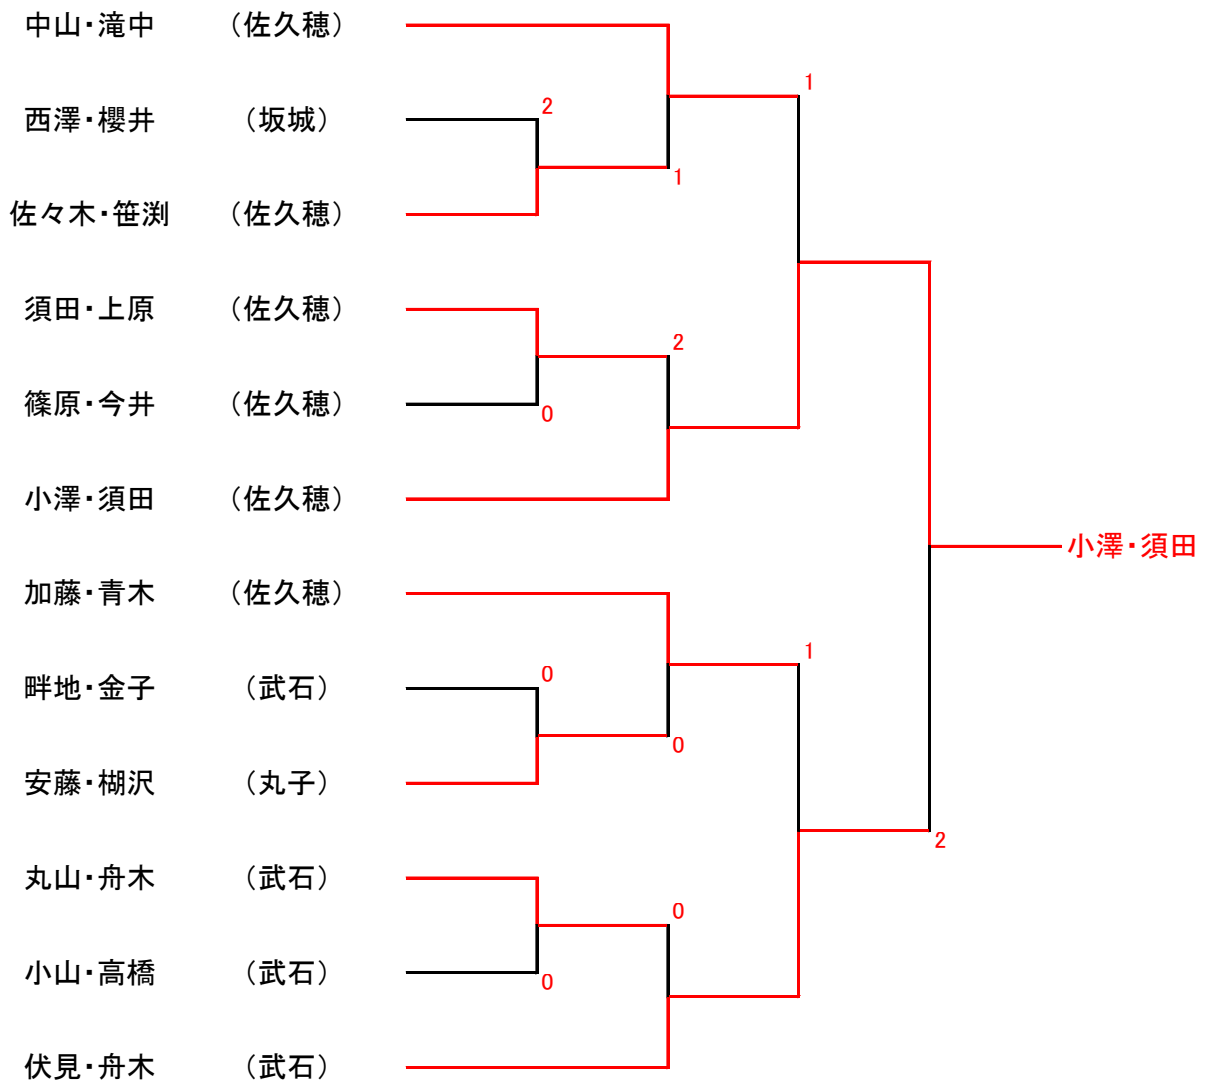 中山・滝中 （佐久穂）
1
西澤・櫻井 （坂城）
2
1
佐々木・笹渕 （佐久穂）
須田・上原 （佐久穂）
2
篠原・今井 （佐久穂）
0
小澤・須田 （佐久穂）
小澤・須田
加藤・青木 （佐久穂）
1
畔地・金子 （武石）
0
0
安藤・楜沢 （丸子）
2
丸山・舟木 （武石）
0
小山・高橋 （武石）
0
伏見・舟木 （武石）